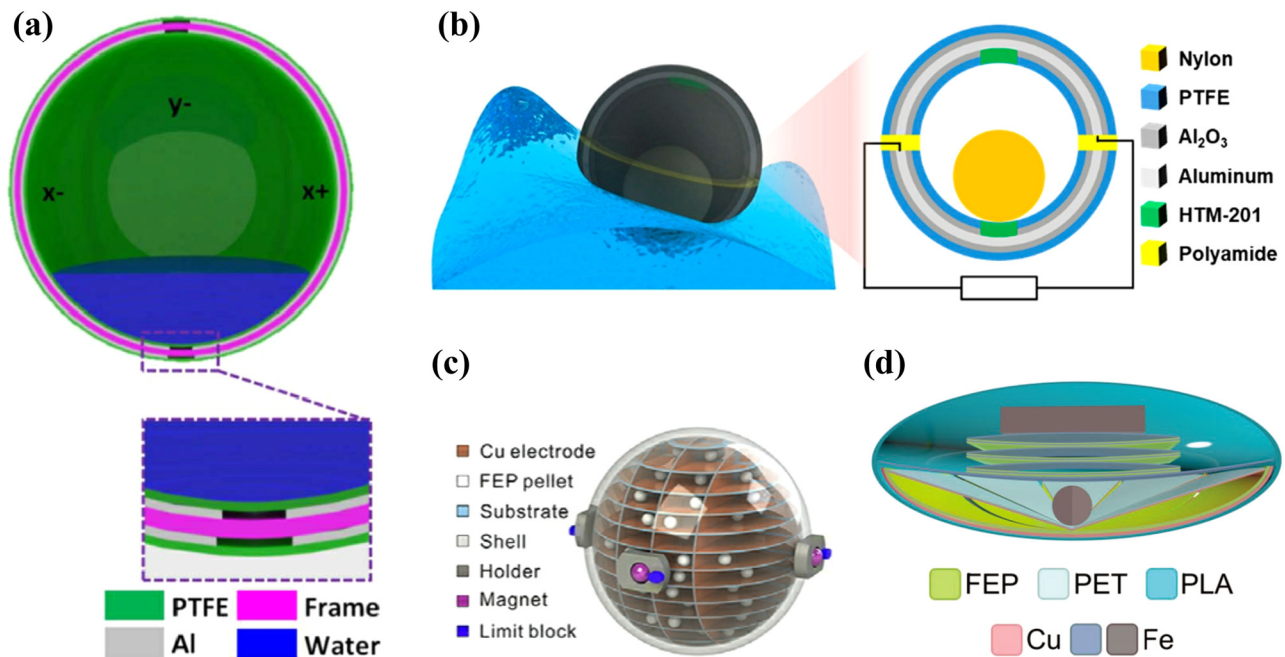 (a)
y-
x-
x+
PTFE
Frame
Al
Water
(b)
Nylon
PTFE
Al₂O₃
Aluminum
HTM-201
Polyamide
(c)
Cu electrode
FEP pellet
Substrate
Shell
Holder
Magnet
Limit block
(d)
FEP
PET
PLA
Cu
Fe